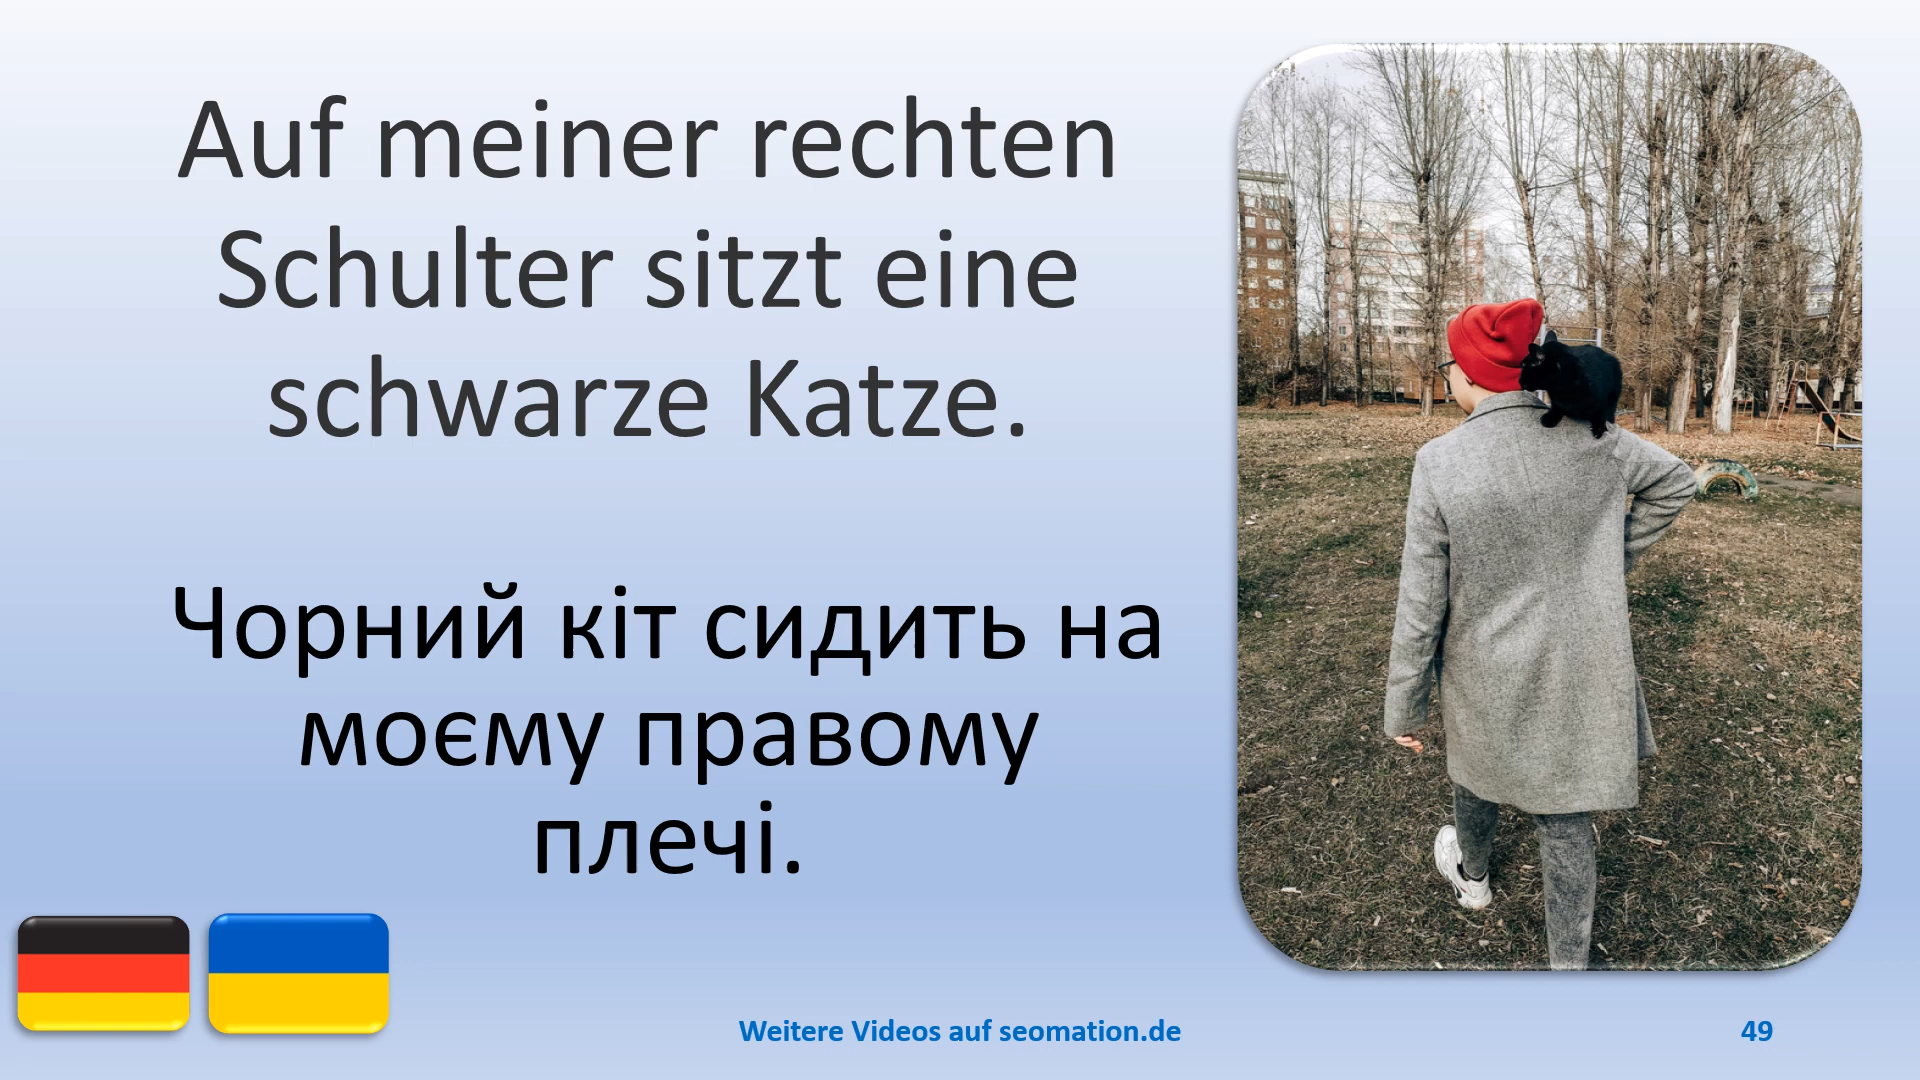 Auf meiner rechten
Schulter sitzt eine
schwarze Katze.
Чорний кіт сидить на
моєму правому
плечі.
Weitere Videos auf seomation.de
49